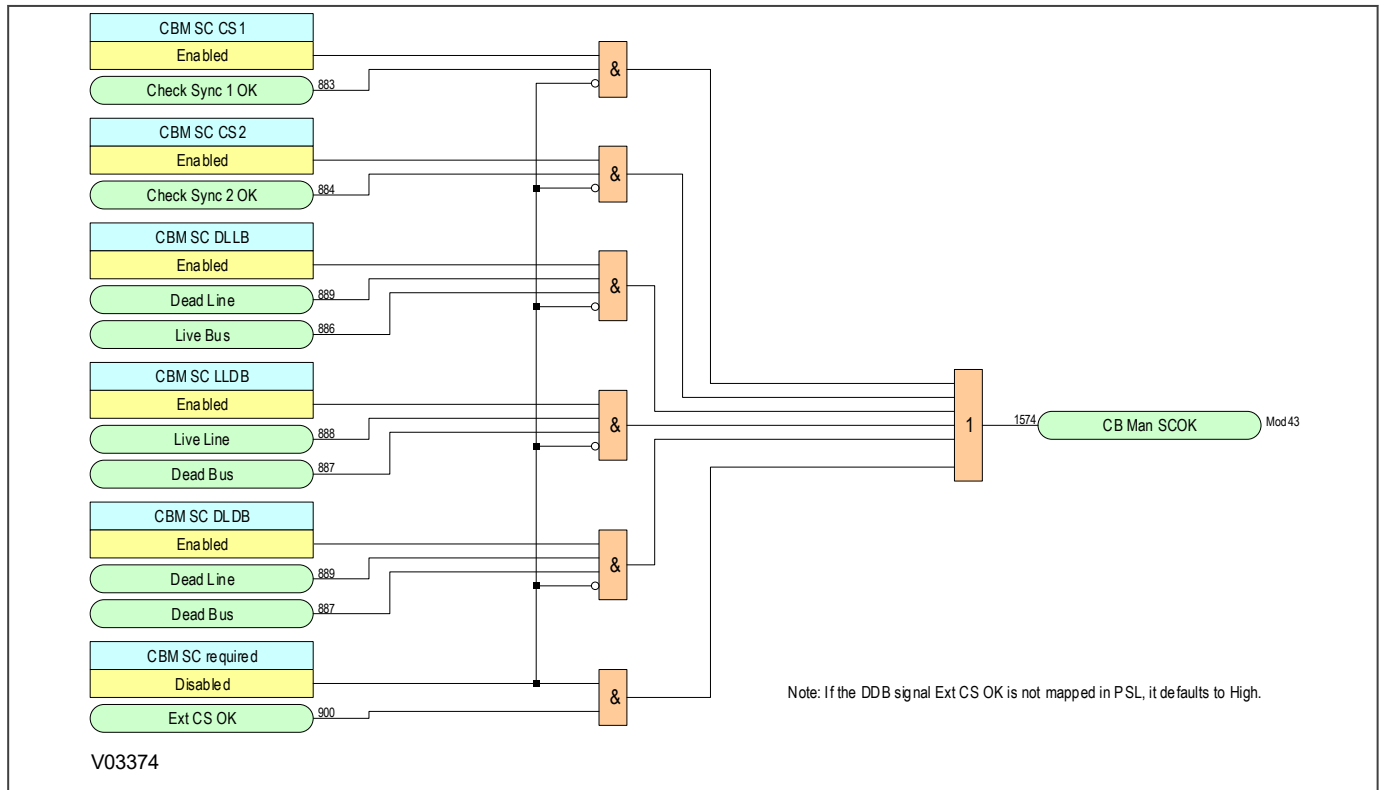 CBM SC CS1
Enabled
Check Sync 1 OK
883
&
CBM SC CS2
Enabled
Check Sync 2 OK
884
&
CBM SC DLLB
Enabled
Dead Line
889
Live Bus
886
&
CBM SC LLDB
Enabled
Live Line
888
Dead Bus
887
&
1
1574
CB Man SCOK
Mod 43
CBM SC DLDB
Enabled
Dead Line
889
Dead Bus
887
&
CBM SC required
Disabled
Ext CS OK
900
&
Note: If the DDB signal Ext CS OK is not mapped in PSL, it defaults to High.
V03374